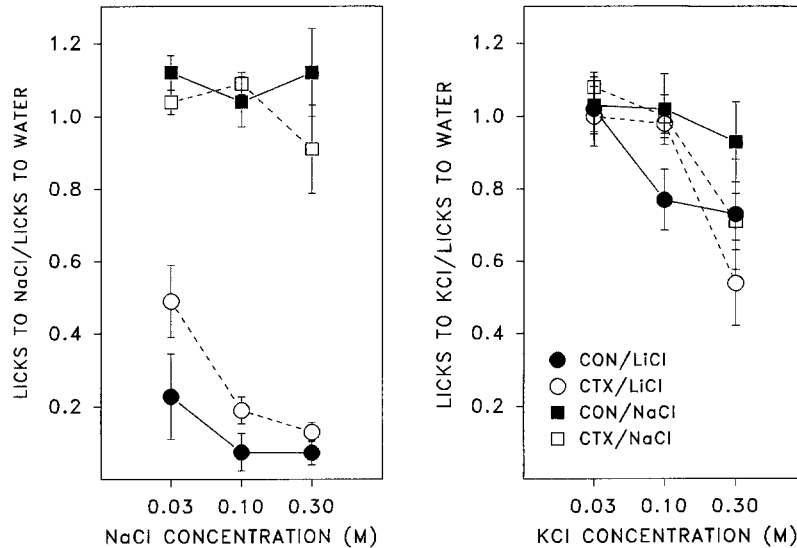 LICKS TO NaCl/LICKS TO WATER
1.2
1.0
0.8
0.6
0.4
0.2
0.03 0.10 0.30
NaCl CONCENTRATION (M)
LICKS TO KCl/LICKS TO WATER
1.2
1.0
0.8
0.6
0.4
0.2
CON/LiCl
CTX/LiCl
CON/NaCl
CTX/NaCl
0.03 0.10 0.30
KCl CONCENTRATION (M)